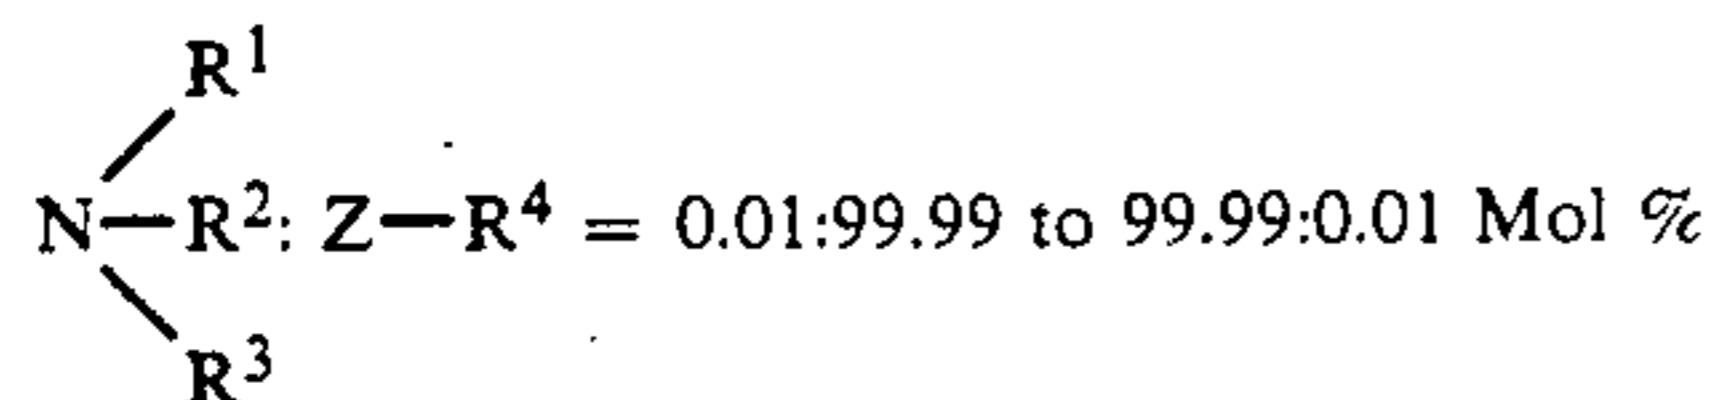 R¹
N—R²: Z—R⁴ = 0.01:99.99 to 99.99:0.01 Mol %
R³